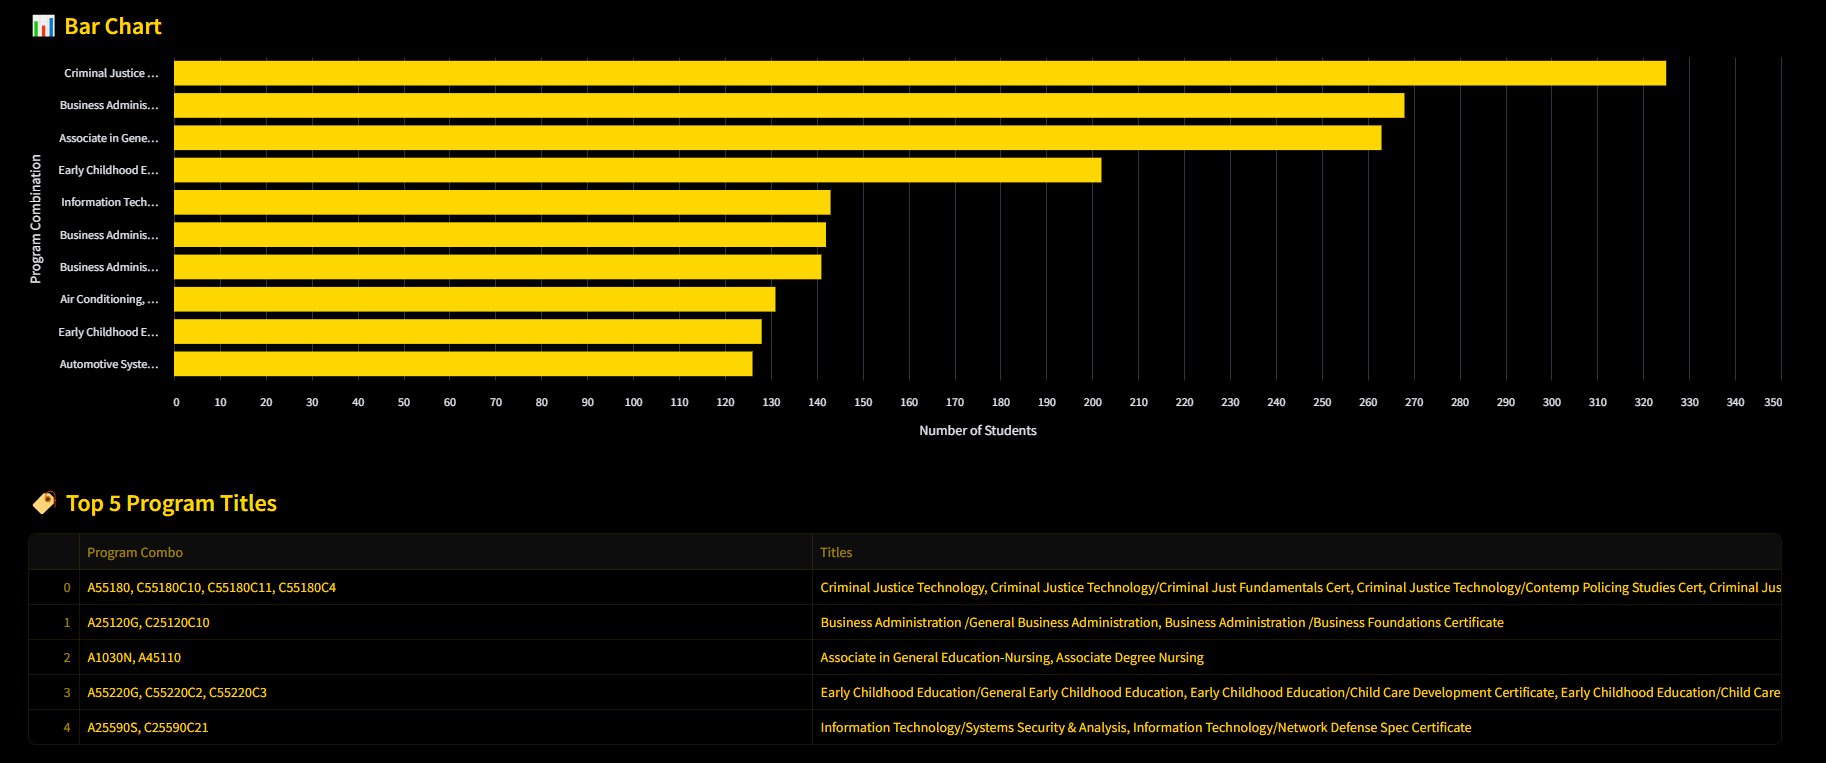 Bar Chart
Criminal Justice ...
Business Adminis...
Associate in Gene...
Early Childhood E...
Information Tech...
Business Adminis...
Business Adminis...
Air Conditioning, ...
Early Childhood E...
Automotive Syste...
Program Combination
0 10 20 30 40 50 60 70 80 90 100 110 120 130 140 150 160 170 180 190 200 210 220 230 240 250 260 270 280 290 300 310 320 330 340 350
Number of Students
Top 5 Program Titles
Program Combo Titles
0 A55180, C55180C10, C55180C11, C55180C4 Criminal Justice Technology, Criminal Justice Technology/Criminal Just Fundamentals Cert, Criminal Justice Technology/Contemp Policing Studies Cert, Criminal Jus
1 A25120G, C25120C10 Business Administration /General Business Administration, Business Administration /Business Foundations Certificate
2 A1030N, A45110 Associate in General Education-Nursing, Associate Degree Nursing
3 A55220G, C55220C2, C55220C3 Early Childhood Education/General Early Childhood Education, Early Childhood Education/Child Care Development Certificate, Early Childhood Education/Child Care
4 A25590S, C25590C21 Information Technology/Systems Security & Analysis, Information Technology/Network Defense Spec Certificate